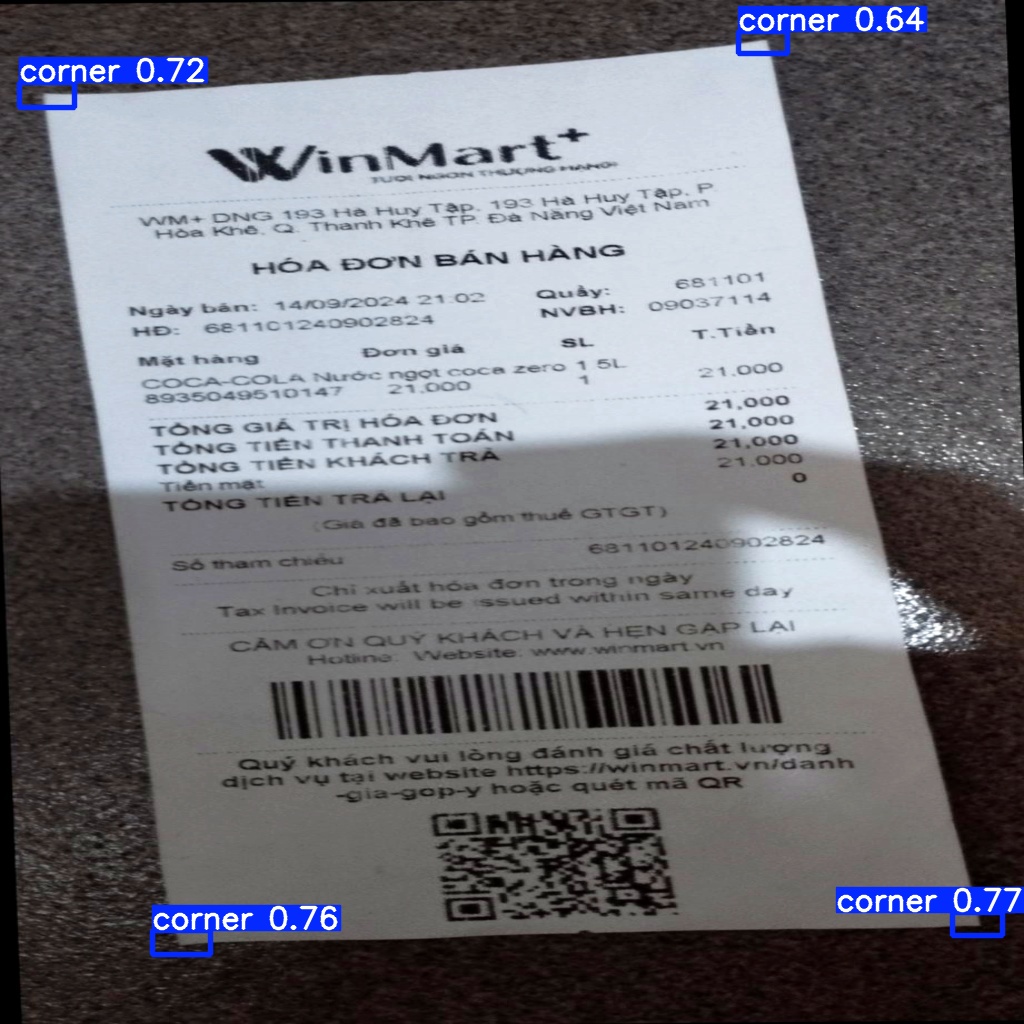 corner 0.64
corner 0.72
WinMart+
TƯƠI NGON THƯỢNG HẠNG
WM+ DNG 193 Hà Huy Tập, 193 Hà Huy Tập, P.
Hòa Khê, Q. Thanh Khê TP. Đà Nẵng Việt Nam
HÓA ĐƠN BÁN HÀNG
Ngày bán: 14/09/2024 21:02 Quầy: 681101
HĐ: 681101240902824 NVBH: 09037114
Mặt hàng Đơn giá SL T.Tiền
COCA-COLA Nước ngọt coca zero 1.5L
8935049510147 21,000 1 21,000
TỔNG GIÁ TRỊ HÓA ĐƠN 21,000
TỔNG TIỀN THANH TOÁN 21,000
TỔNG TIỀN KHÁCH TRẢ 21,000
Tiền mặt 21,000
TỔNG TIỀN TRẢ LẠI 0
(Giá đã bao gồm thuế GTGT)
Số tham chiếu 681101240902824
Chỉ xuất hóa đơn trong ngày
Tax Invoice will be issued within same day
CẢM ƠN QUÝ KHÁCH VÀ HẸN GẶP LẠI
Hotline: Website: www.winmart.vn
Quý khách vui lòng đánh giá chất lượng
dịch vụ tại website https://winmart.vn/danh
-gia-gop-y hoặc quét mã QR
corner 0.77
corner 0.76